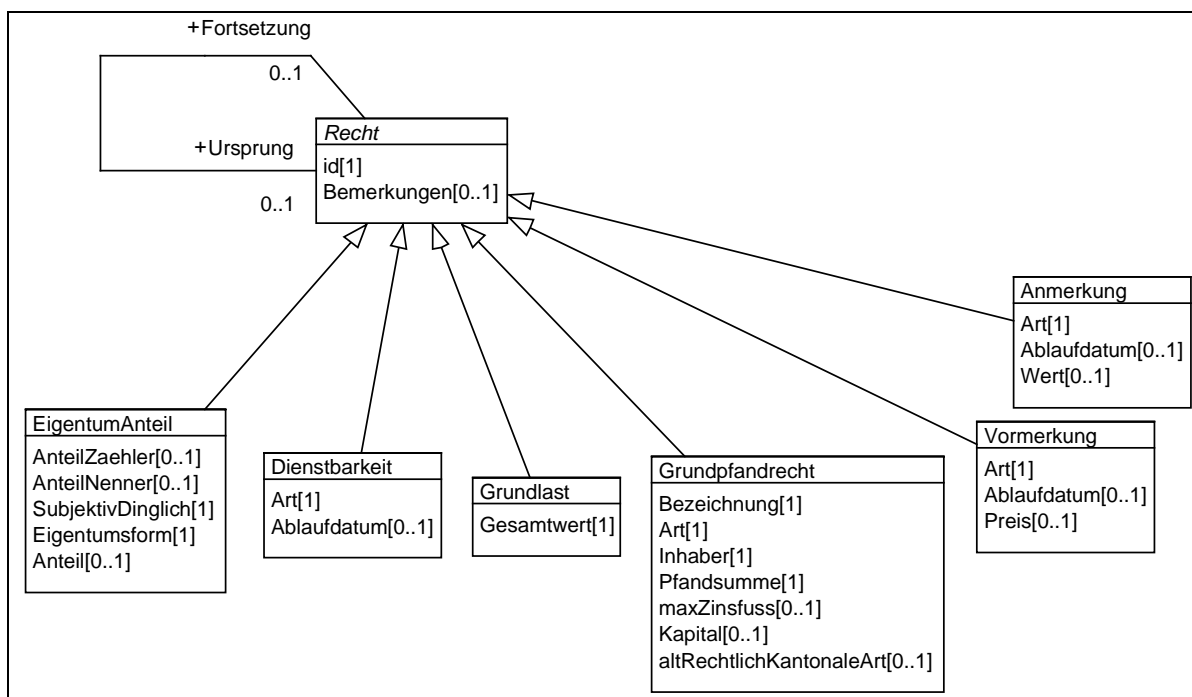 +Fortsetzung
0..1
Recht
+Ursprung
id[1]
Bemerkungen[0..1]
0..1
Anmerkung
Art[1]
Ablaufdatum[0..1]
Wert[0..1]
EigentumAnteil
AnteilZaehler[0..1]
AnteilNenner[0..1]
SubjektivDinglich[1]
Eigentumsform[1]
Anteil[0..1]
Dienstbarkeit
Art[1]
Ablaufdatum[0..1]
Grundlast
Gesamtwert[1]
Grundpfandrecht
Bezeichnung[1]
Art[1]
Inhaber[1]
Pfandsumme[1]
maxZinsfuss[0..1]
Kapital[0..1]
altRechtlichKantonaleArt[0..1]
Vormerkung
Art[1]
Ablaufdatum[0..1]
Preis[0..1]